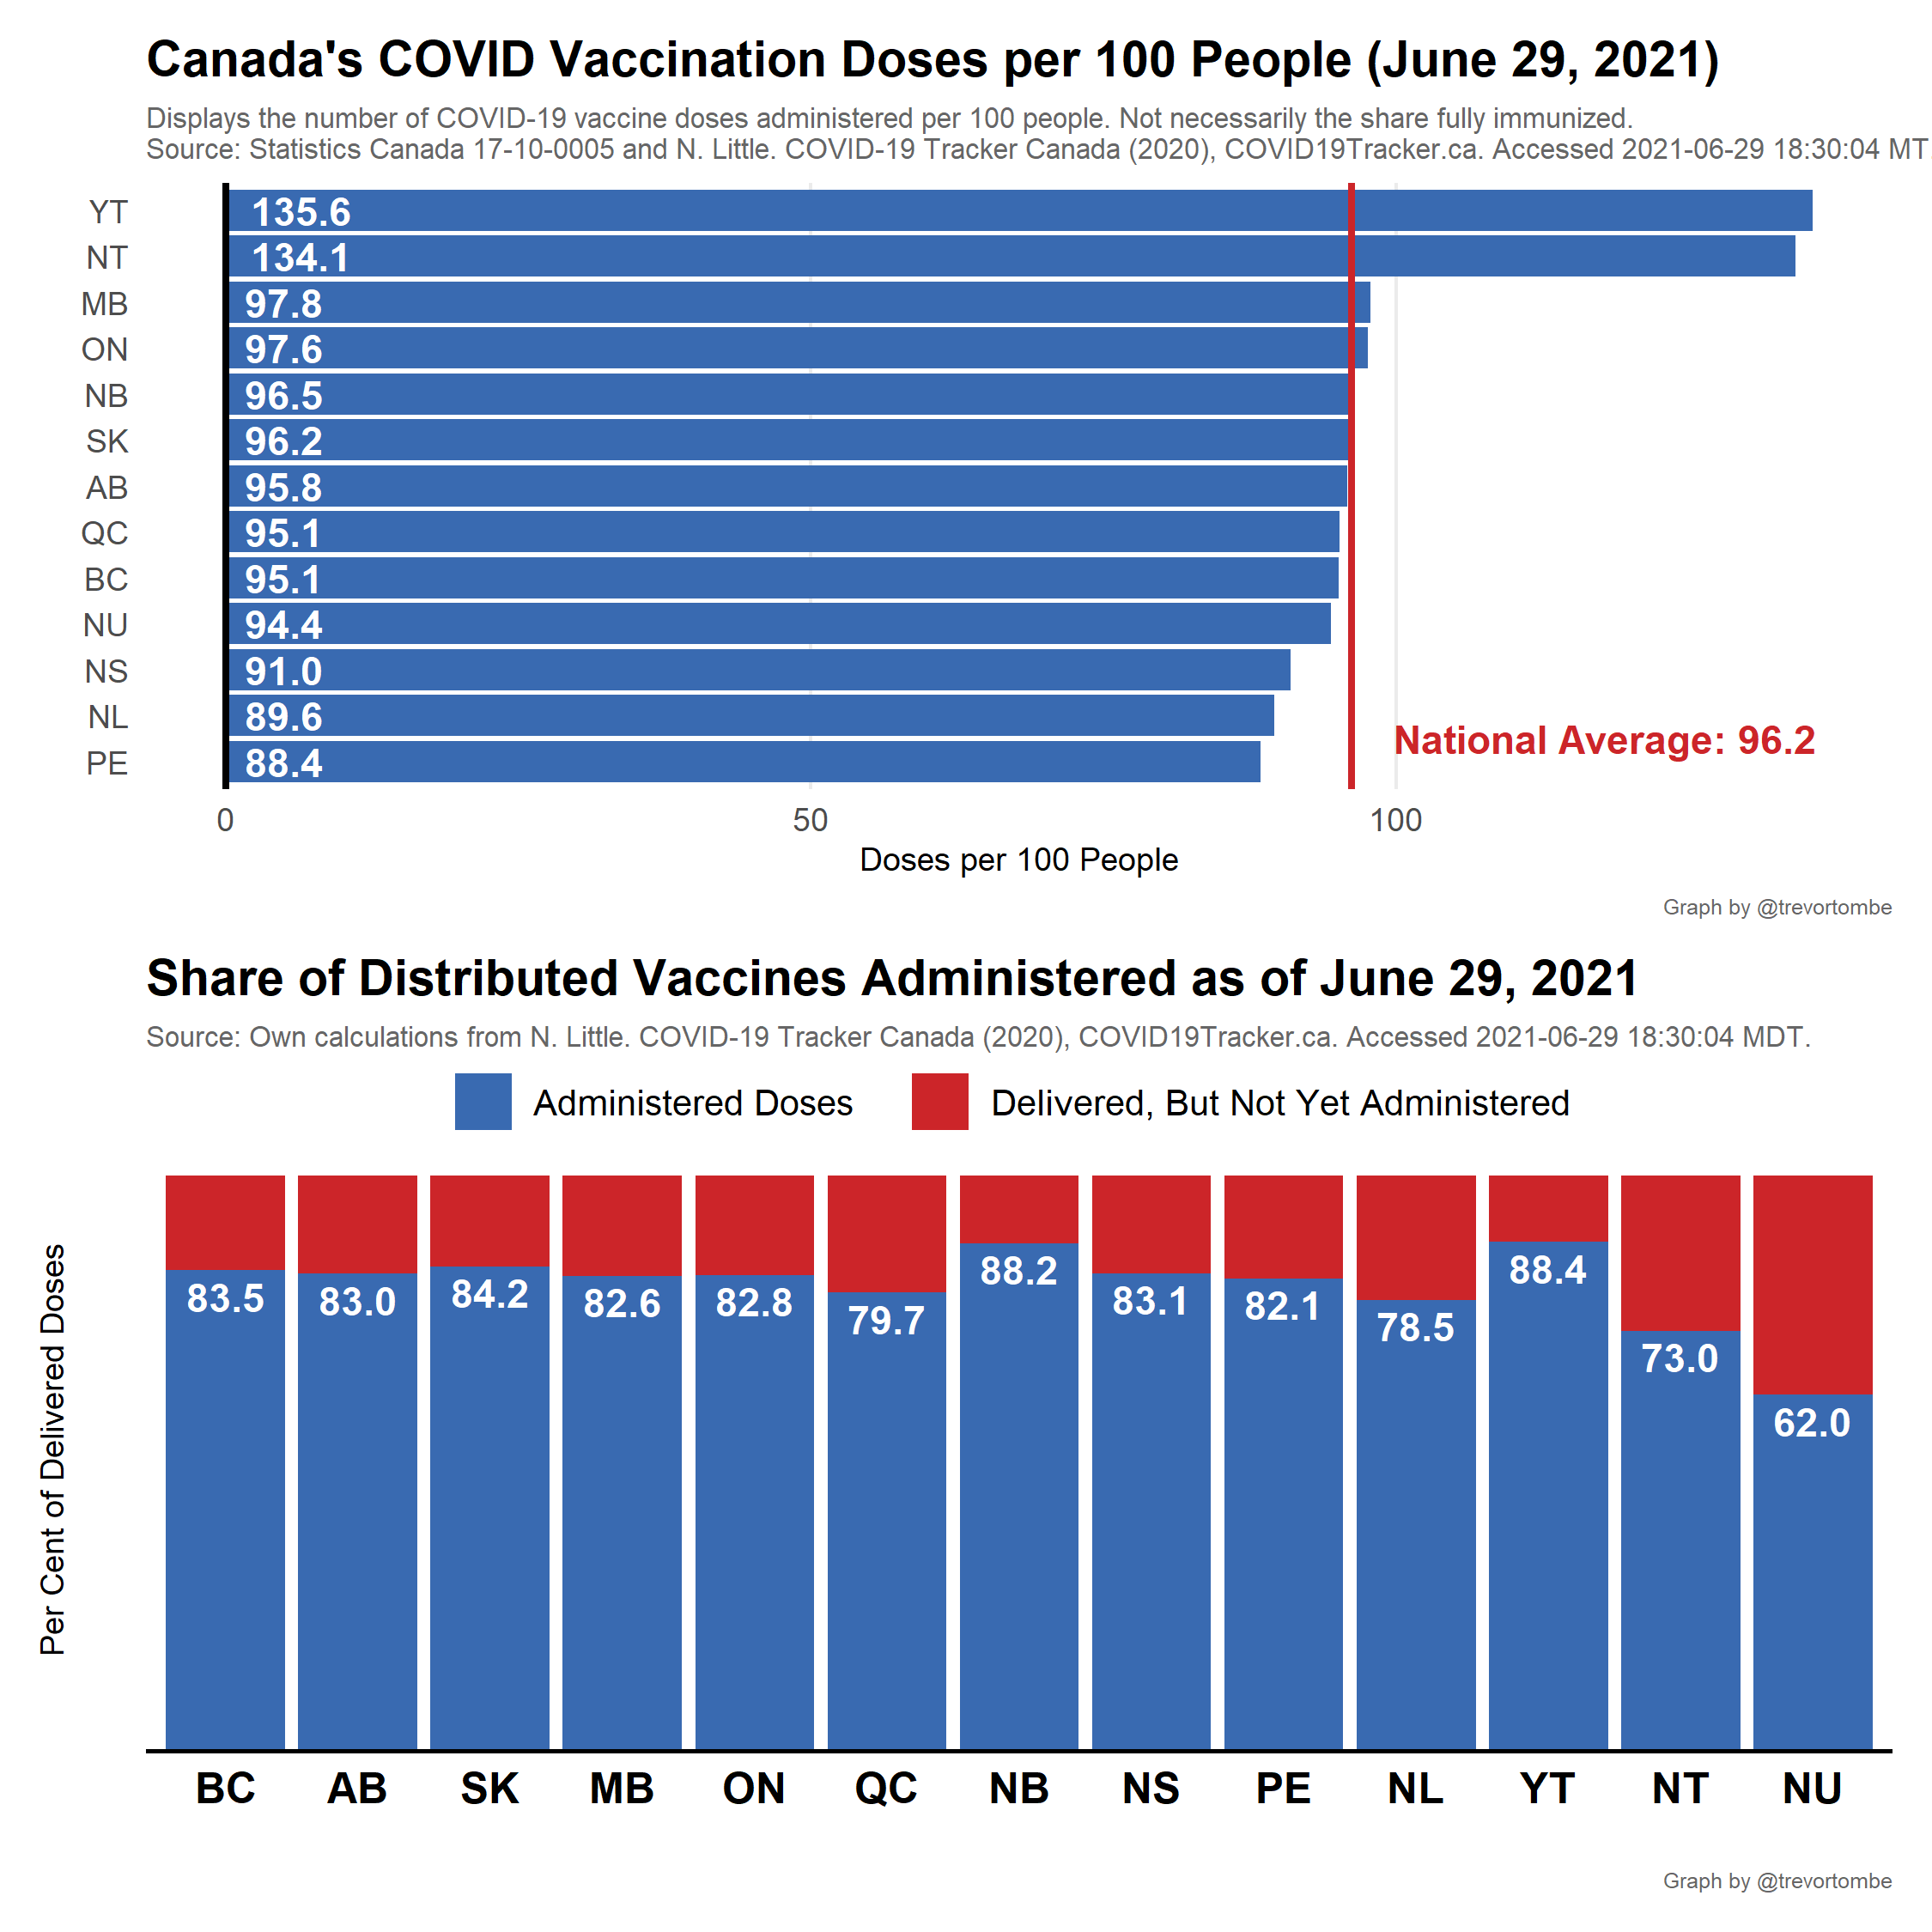 Canada's COVID Vaccination Doses per 100 People (June 29, 2021)
Displays the number of COVID-19 vaccine doses administered per 100 people. Not necessarily the share fully immunized.
Source: Statistics Canada 17-10-0005 and N. Little. COVID-19 Tracker Canada (2020), COVID19Tracker.ca. Accessed 2021-06-29 18:30:04 MT
YT 135.6
NT 134.1
MB 97.8
ON 97.6
NB 96.5
SK 96.2
AB 95.8
QC 95.1
BC 95.1
NU 94.4
NS 91.0
NL 89.6
National Average: 96.2
PE 88.4
0 50 100
Doses per 100 People
Graph by @trevortombe
Share of Distributed Vaccines Administered as of June 29, 2021
Source: Own calculations from N. Little. COVID-19 Tracker Canada (2020), COVID19Tracker.ca. Accessed 2021-06-29 18:30:04 MDT.
Administered Doses Delivered, But Not Yet Administered
Per Cent of Delivered Doses
83.5 83.0 84.2 82.6 82.8 79.7 88.2 83.1 82.1 78.5 88.4 73.0 62.0
BC AB SK MB ON QC NB NS PE NL YT NT NU
Graph by @trevortombe